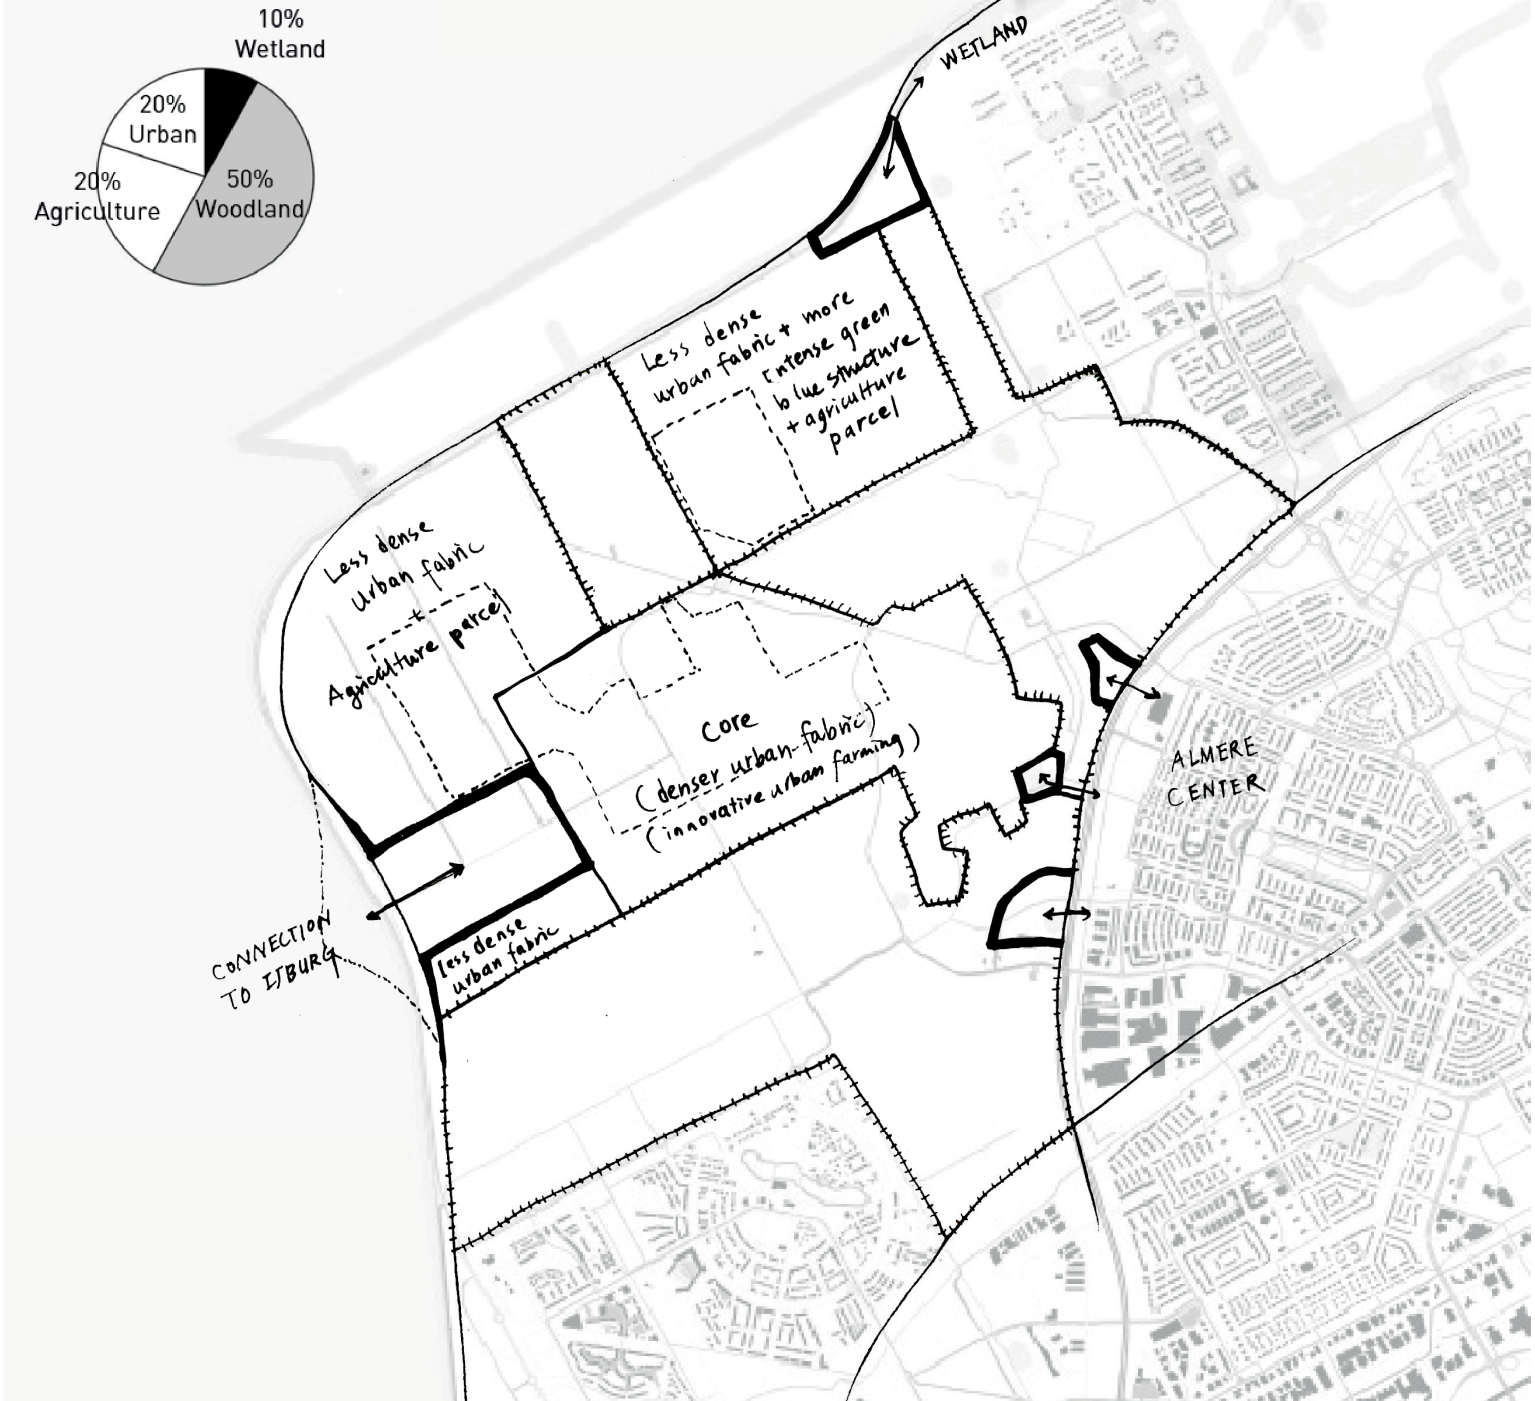 10%
Wetland
20%
Urban
20%
Agriculture
50%
Woodland
WETLAND
Less dense
urban fabric + more
intense green
blue structure
+ agriculture
parcel
Less dense
urban fabric
+
Agriculture parcel
Core
(denser urban-fabric)
(innovative urban farming)
ALMERE
CENTER
less dense
urban fabric
CONNECTION
TO IJBURG